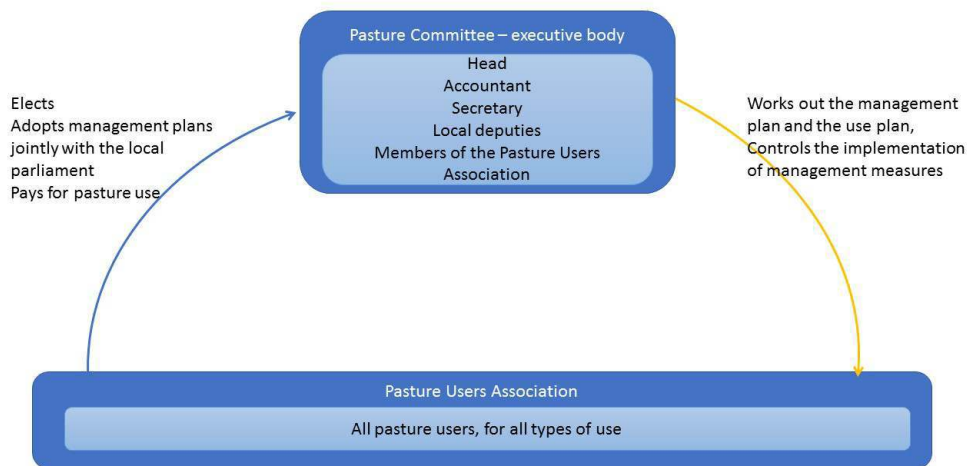 Pasture Committee – executive body
Head
Accountant
Secretary
Local deputies
Members of the Pasture Users
Association
Elects
Adopts management plans
jointly with the local
parliament
Pays for pasture use
Works out the management
plan and the use plan,
Controls the implementation
of management measures
Pasture Users Association
All pasture users, for all types of use